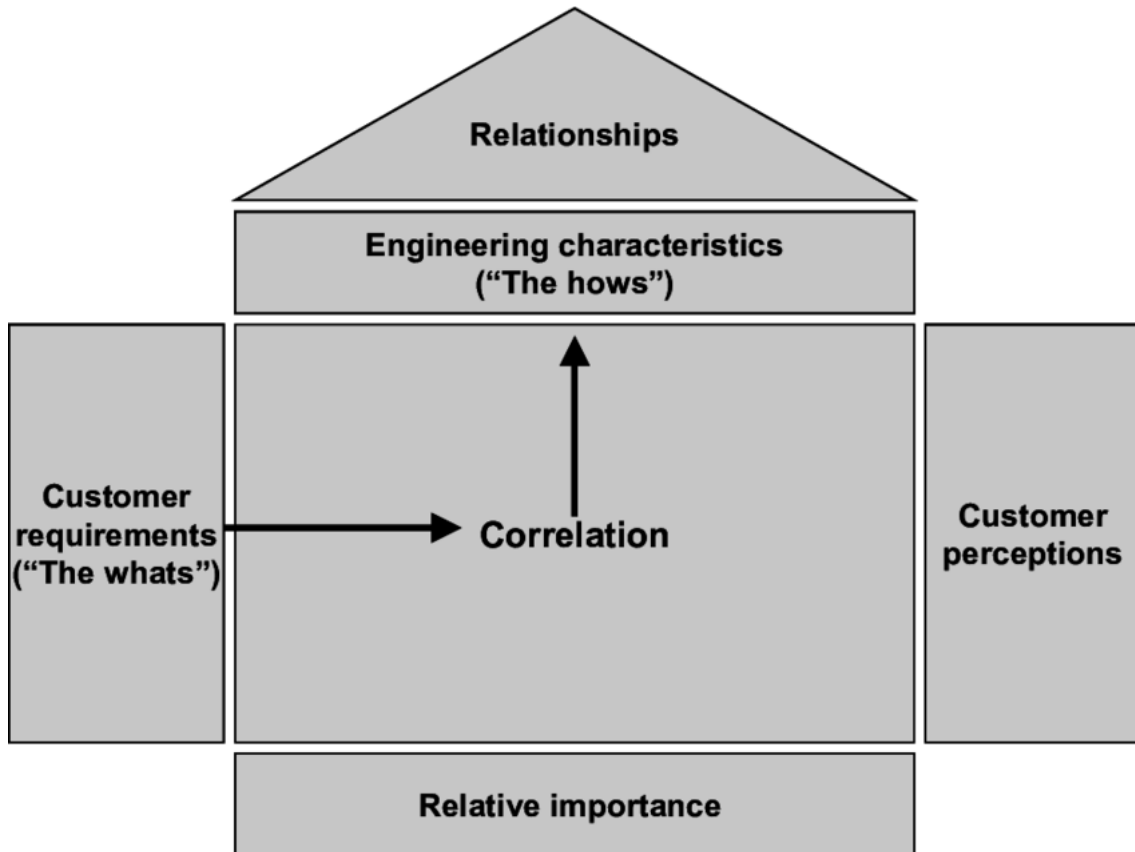 Relationships
Engineering characteristics
(“The hows”)
Customer
requirements
(“The whats”)
Correlation
Customer
perceptions
Relative importance